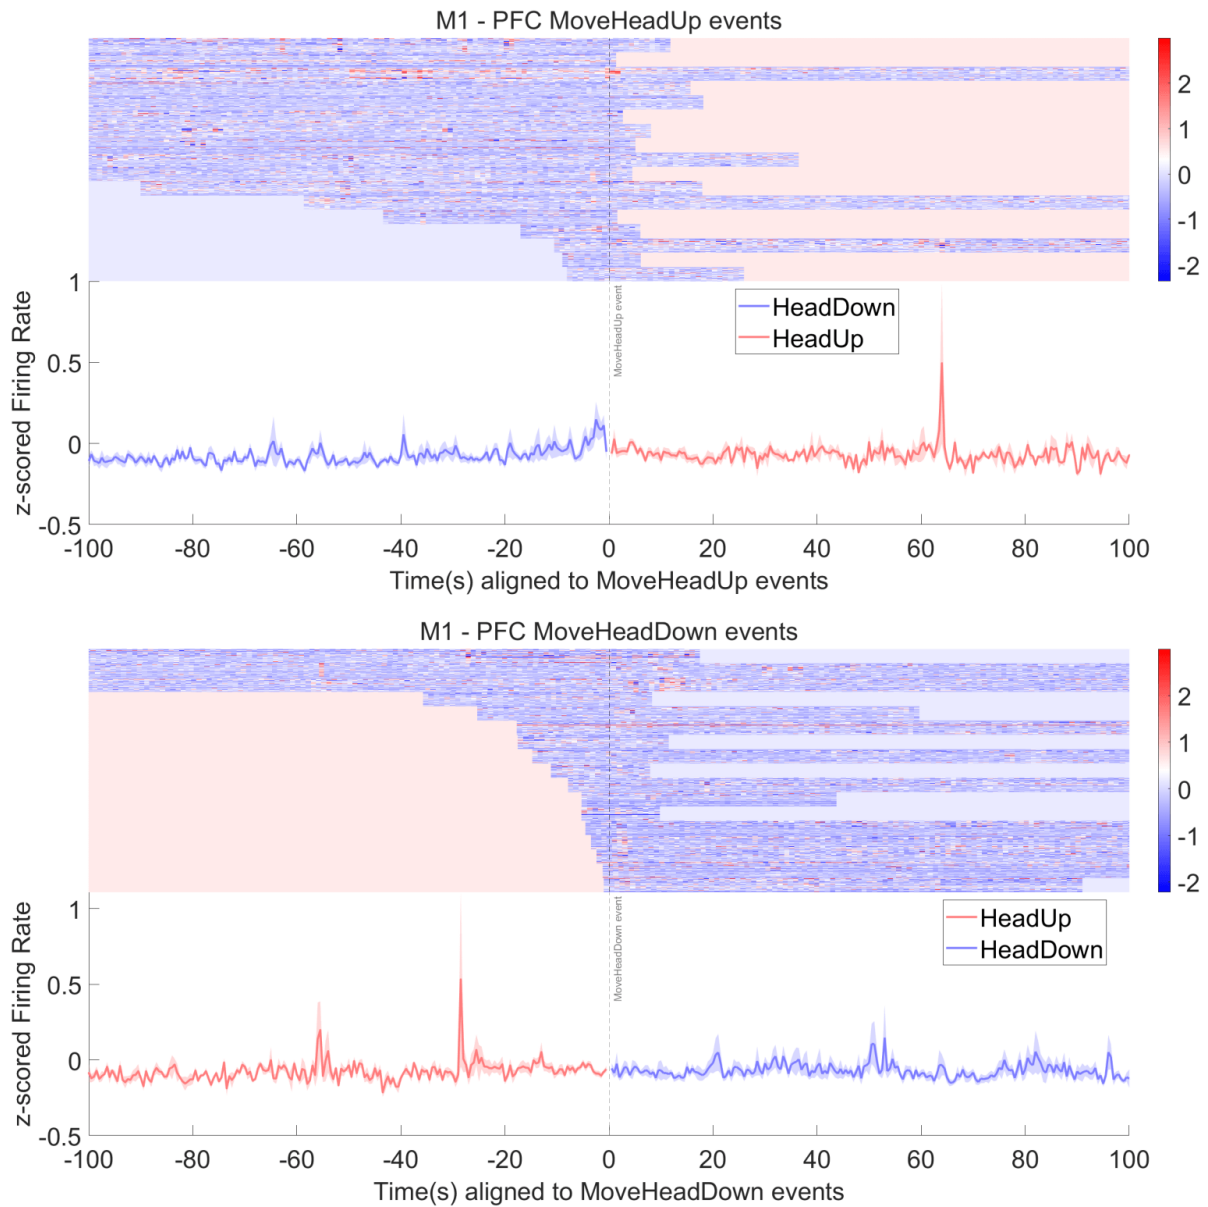 M1 - PFC MoveHeadUp events
2
1
0
-1
-2
1
0.5
0
-0.5
z-scored Firing Rate
MoveHeadUp event
HeadDown
HeadUp
-100 -80 -60 -40 -20 0 20 40 60 80 100
Time(s) aligned to MoveHeadUp events
M1 - PFC MoveHeadDown events
2
1
0
-1
-2
1
0.5
0
-0.5
z-scored Firing Rate
MoveHeadDown event
HeadUp
HeadDown
-100 -80 -60 -40 -20 0 20 40 60 80 100
Time(s) aligned to MoveHeadDown events